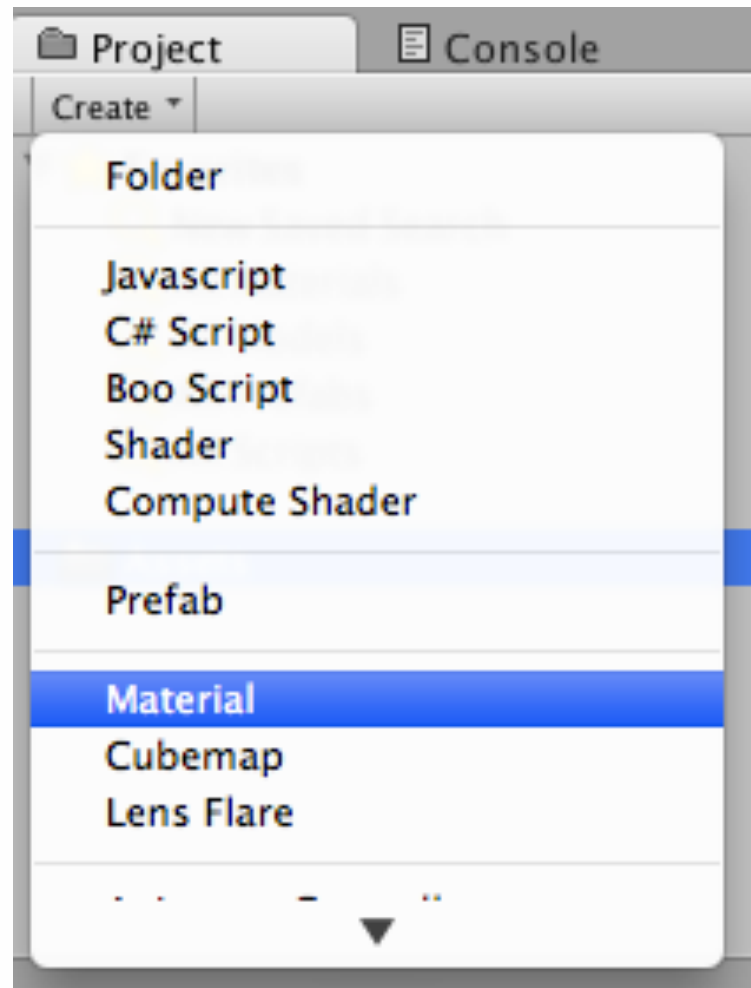 Project
Console
Create
Folder
Javascript
C# Script
Boo Script
Shader
Compute Shader
Prefab
Material
Cubemap
Lens Flare